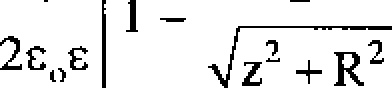 2ε₀ε | 1 − √z² + R²